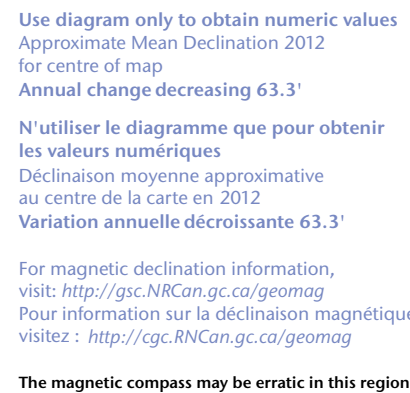 Use diagram only to obtain numeric values
Approximate Mean Declination 2012
for centre of map
Annual change decreasing 63.3'
N'utiliser le diagramme que pour obtenir
les valeurs numériques
Déclinaison moyenne approximative
au centre de la carte en 2012
Variation annuelle décroissante 63.3'
For magnetic declination information,
visit: http://gsc.NRCan.gc.ca/geomag
Pour information sur la déclinaison magnétique
visitez : http://cgc.RNCan.gc.ca/geomag
The magnetic compass may be erratic in this region